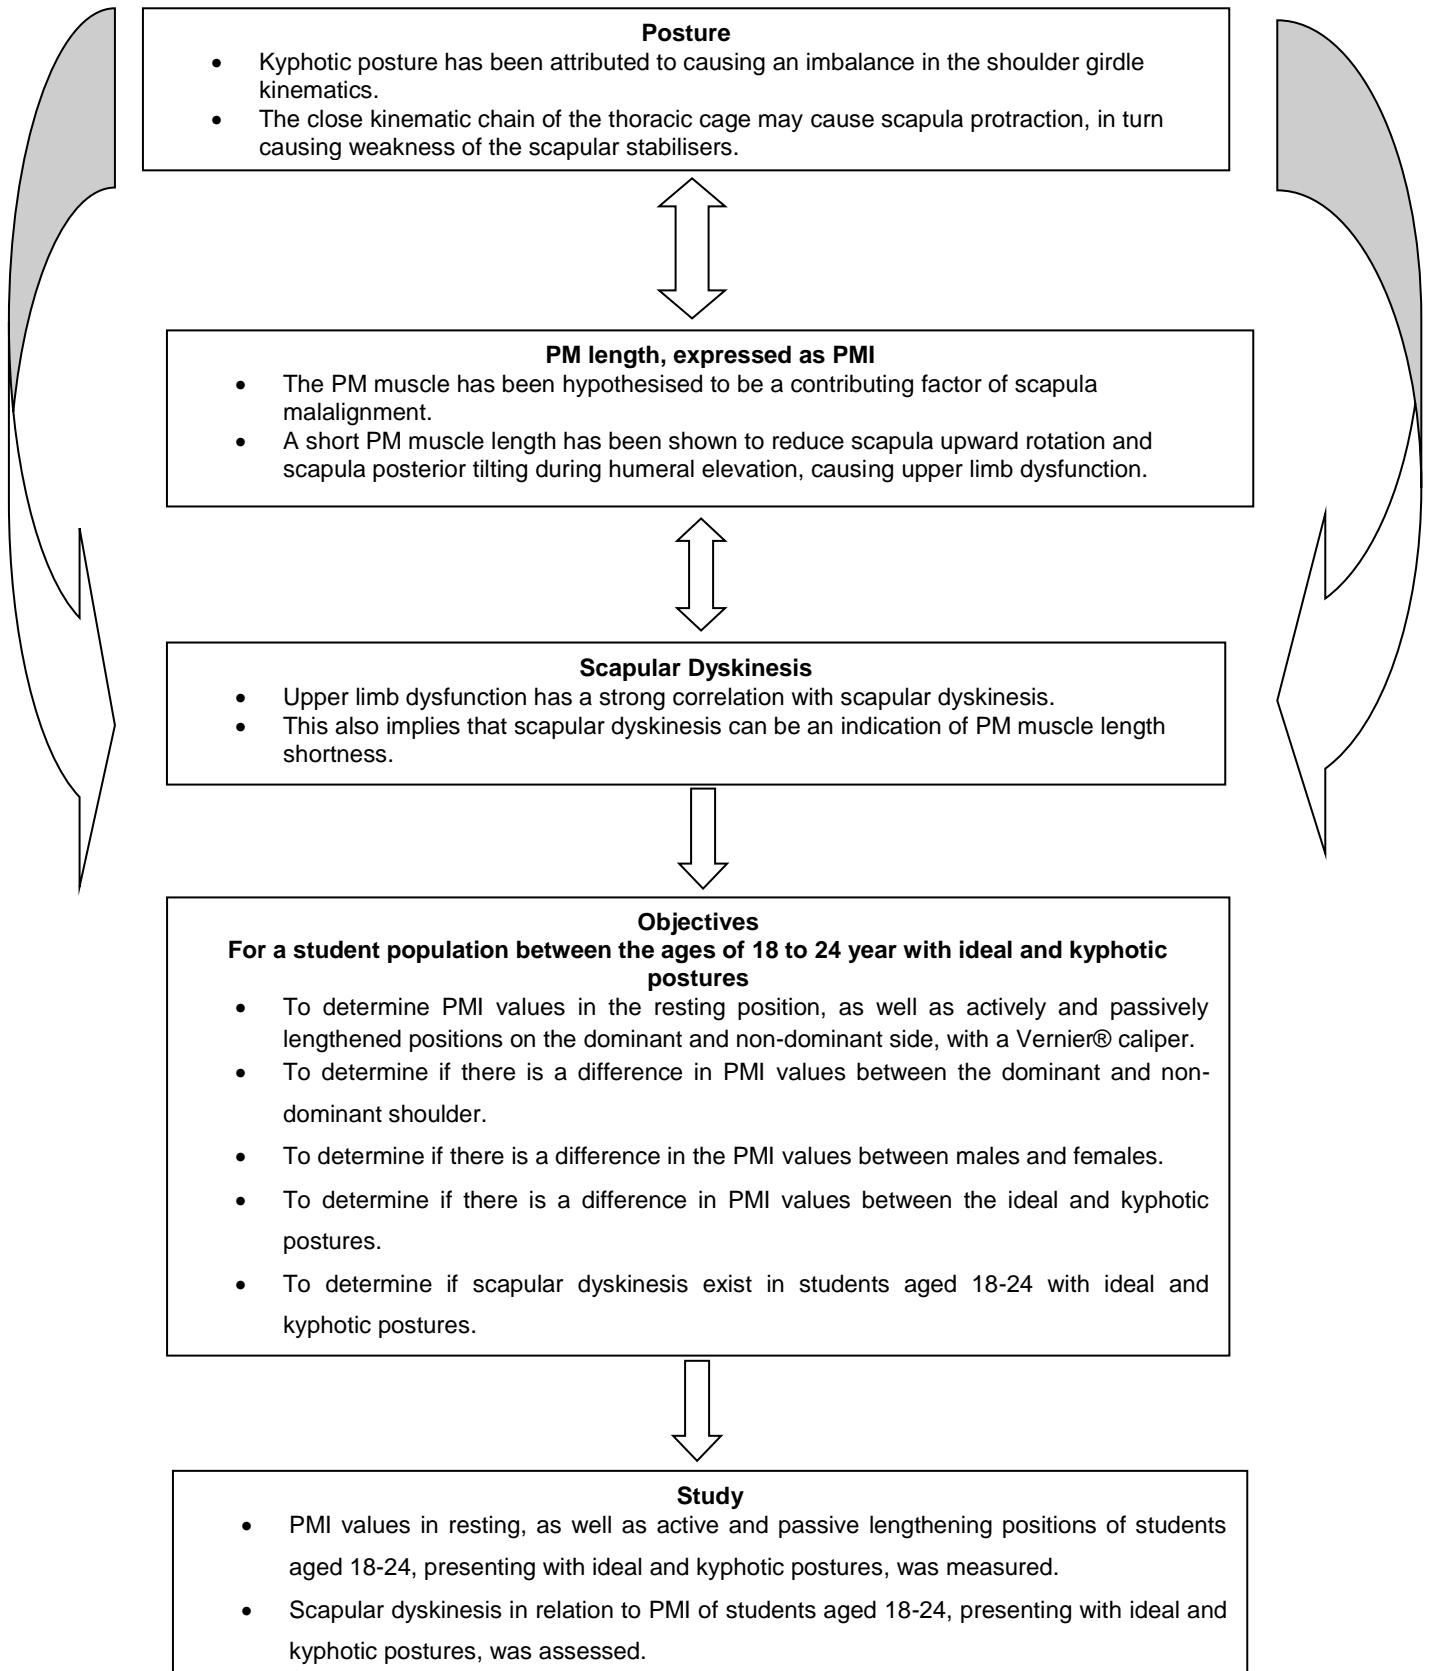 Posture
• Kyphotic posture has been attributed to causing an imbalance in the shoulder girdle
kinematics.
• The close kinematic chain of the thoracic cage may cause scapula protraction, in turn
causing weakness of the scapular stabilisers.
PM length, expressed as PMI
• The PM muscle has been hypothesised to be a contributing factor of scapula
malalignment.
• A short PM muscle length has been shown to reduce scapula upward rotation and
scapula posterior tilting during humeral elevation, causing upper limb dysfunction.
Scapular Dyskinesis
• Upper limb dysfunction has a strong correlation with scapular dyskinesis.
• This also implies that scapular dyskinesis can be an indication of PM muscle length
shortness.
Objectives
For a student population between the ages of 18 to 24 year with ideal and kyphotic
postures
• To determine PMI values in the resting position, as well as actively and passively
lengthened positions on the dominant and non-dominant side, with a Vernier® caliper.
• To determine if there is a difference in PMI values between the dominant and non-
dominant shoulder.
• To determine if there is a difference in the PMI values between males and females.
• To determine if there is a difference in PMI values between the ideal and kyphotic
postures.
• To determine if scapular dyskinesis exist in students aged 18-24 with ideal and
kyphotic postures.
Study
• PMI values in resting, as well as active and passive lengthening positions of students
aged 18-24, presenting with ideal and kyphotic postures, was measured.
• Scapular dyskinesis in relation to PMI of students aged 18-24, presenting with ideal and
kyphotic postures, was assessed.